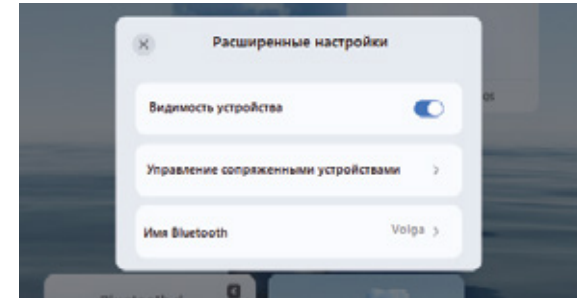 Расширенные настройки
Видимость устройства
Управление сопряженными устройствами
Имя Bluetooth
Volga